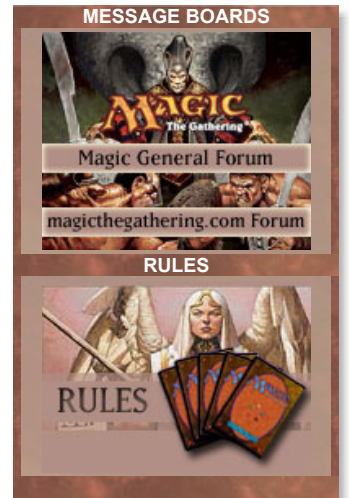 MESSAGE BOARDS
MAGIC
The Gathering®
Magic General Forum
magicthegathering.com Forum
RULES
RULES